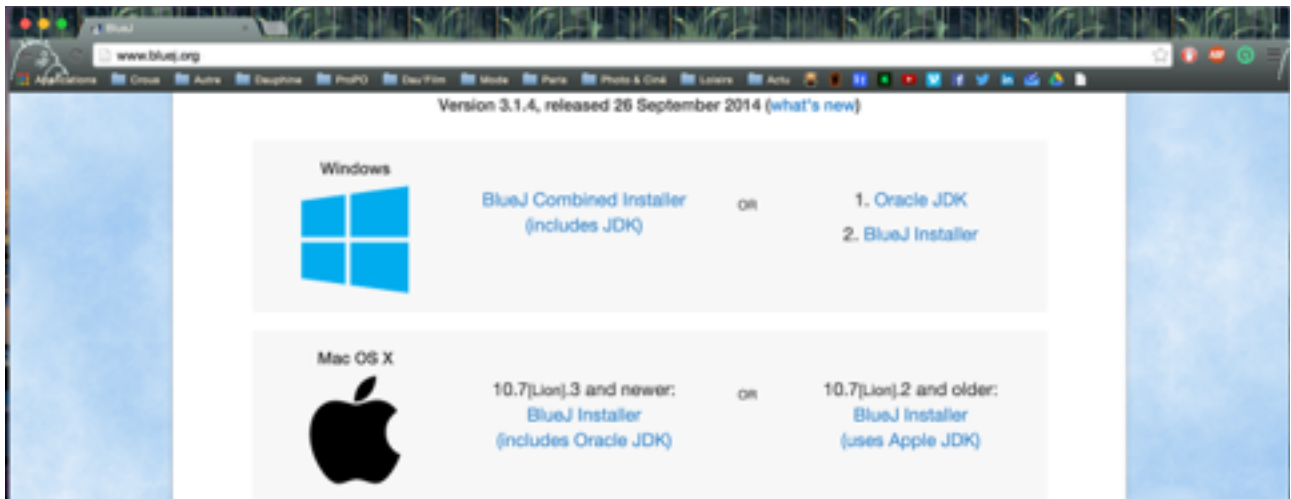 BlueJ
www.bluej.org
Applications Crous Autre Dauphine ProPO Dau'Film Mode Paris Photo & Ciné Loisirs Actu
Version 3.1.4, released 26 September 2014 (what's new)
Windows
BlueJ Combined Installer
(includes JDK)
OR
1. Oracle JDK
2. BlueJ Installer
Mac OS X
10.7[Lion].3 and newer:
BlueJ Installer
(includes Oracle JDK)
OR
10.7[Lion].2 and older:
BlueJ Installer
(uses Apple JDK)